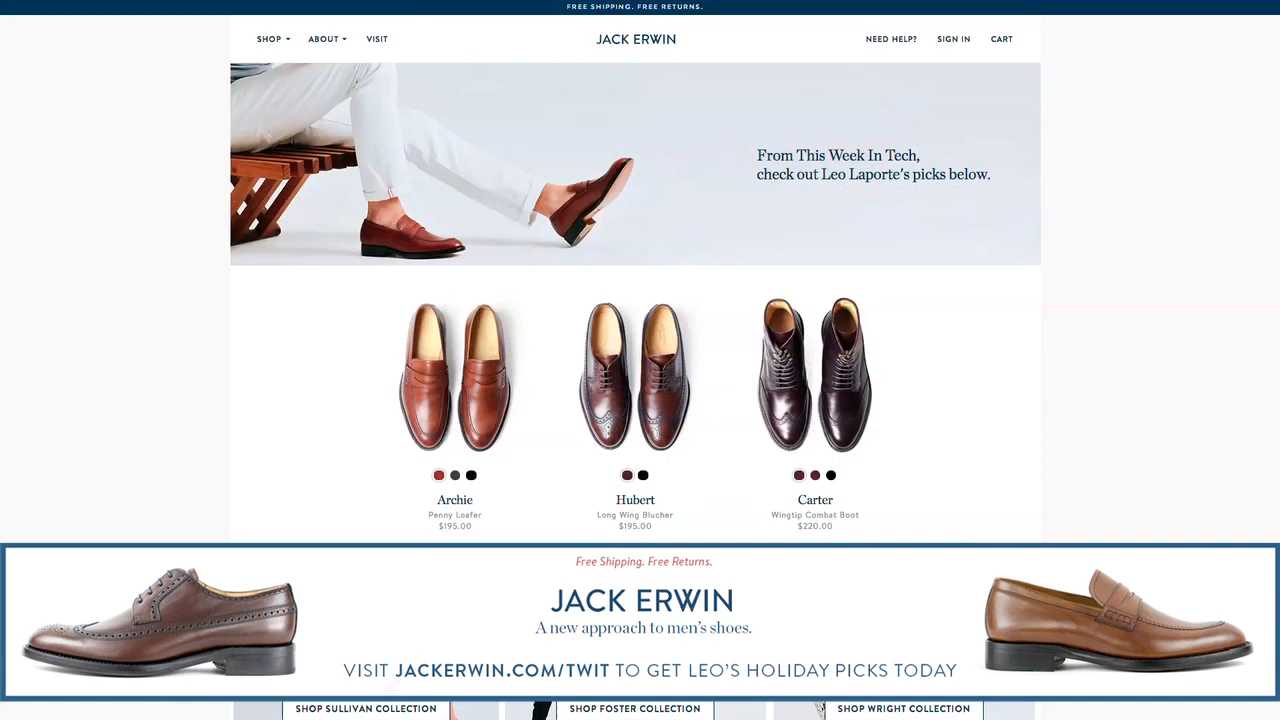 FREE SHIPPING. FREE RETURNS.
SHOP ABOUT VISIT JACK ERWIN NEED HELP? SIGN IN CART
From This Week In Tech,
check out Leo Laporte's picks below.
Archie Hubert Carter
Penny Loafer Long Wing Blucher Wingtip Combat Boot
$195.00 $195.00 $220.00
Free Shipping. Free Returns.
JACK ERWIN
A new approach to men's shoes.
VISIT JACKERWIN.COM/TWIT TO GET LEO'S HOLIDAY PICKS TODAY
SHOP SULLIVAN COLLECTION SHOP FOSTER COLLECTION SHOP WRIGHT COLLECTION